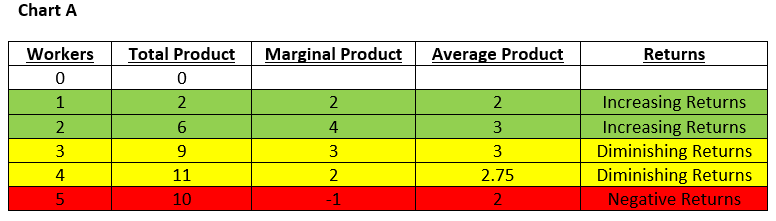 Chart A
Workers Total Product Marginal Product Average Product Returns
0 0
1 2 2 2 Increasing Returns
2 6 4 3 Increasing Returns
3 9 3 3 Diminishing Returns
4 11 2 2.75 Diminishing Returns
5 10 -1 2 Negative Returns